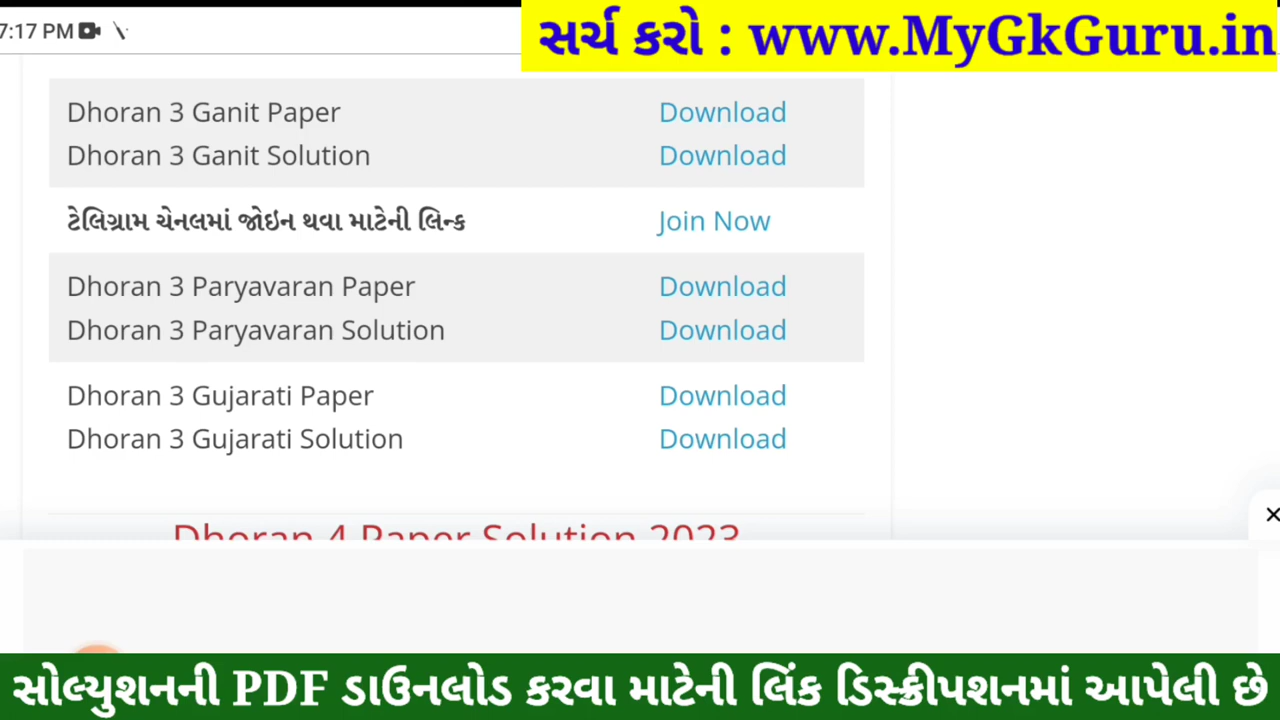 7:17 PM
સર્ચ કરો : www.MyGkGuru.in
Dhoran 3 Ganit Paper Download
Dhoran 3 Ganit Solution Download
ટેલિગ્રામ ચેનલમાં જોઇન થવા માટેની લિન્ક Join Now
Dhoran 3 Paryavaran Paper Download
Dhoran 3 Paryavaran Solution Download
Dhoran 3 Gujarati Paper Download
Dhoran 3 Gujarati Solution Download
Dhoran 4 Paper Solution 2023
સોલ્યુશનની PDF ડાઉનલોડ કરવા માટેની લિંક ડિસ્ક્રીપશનમાં આપેલી છે